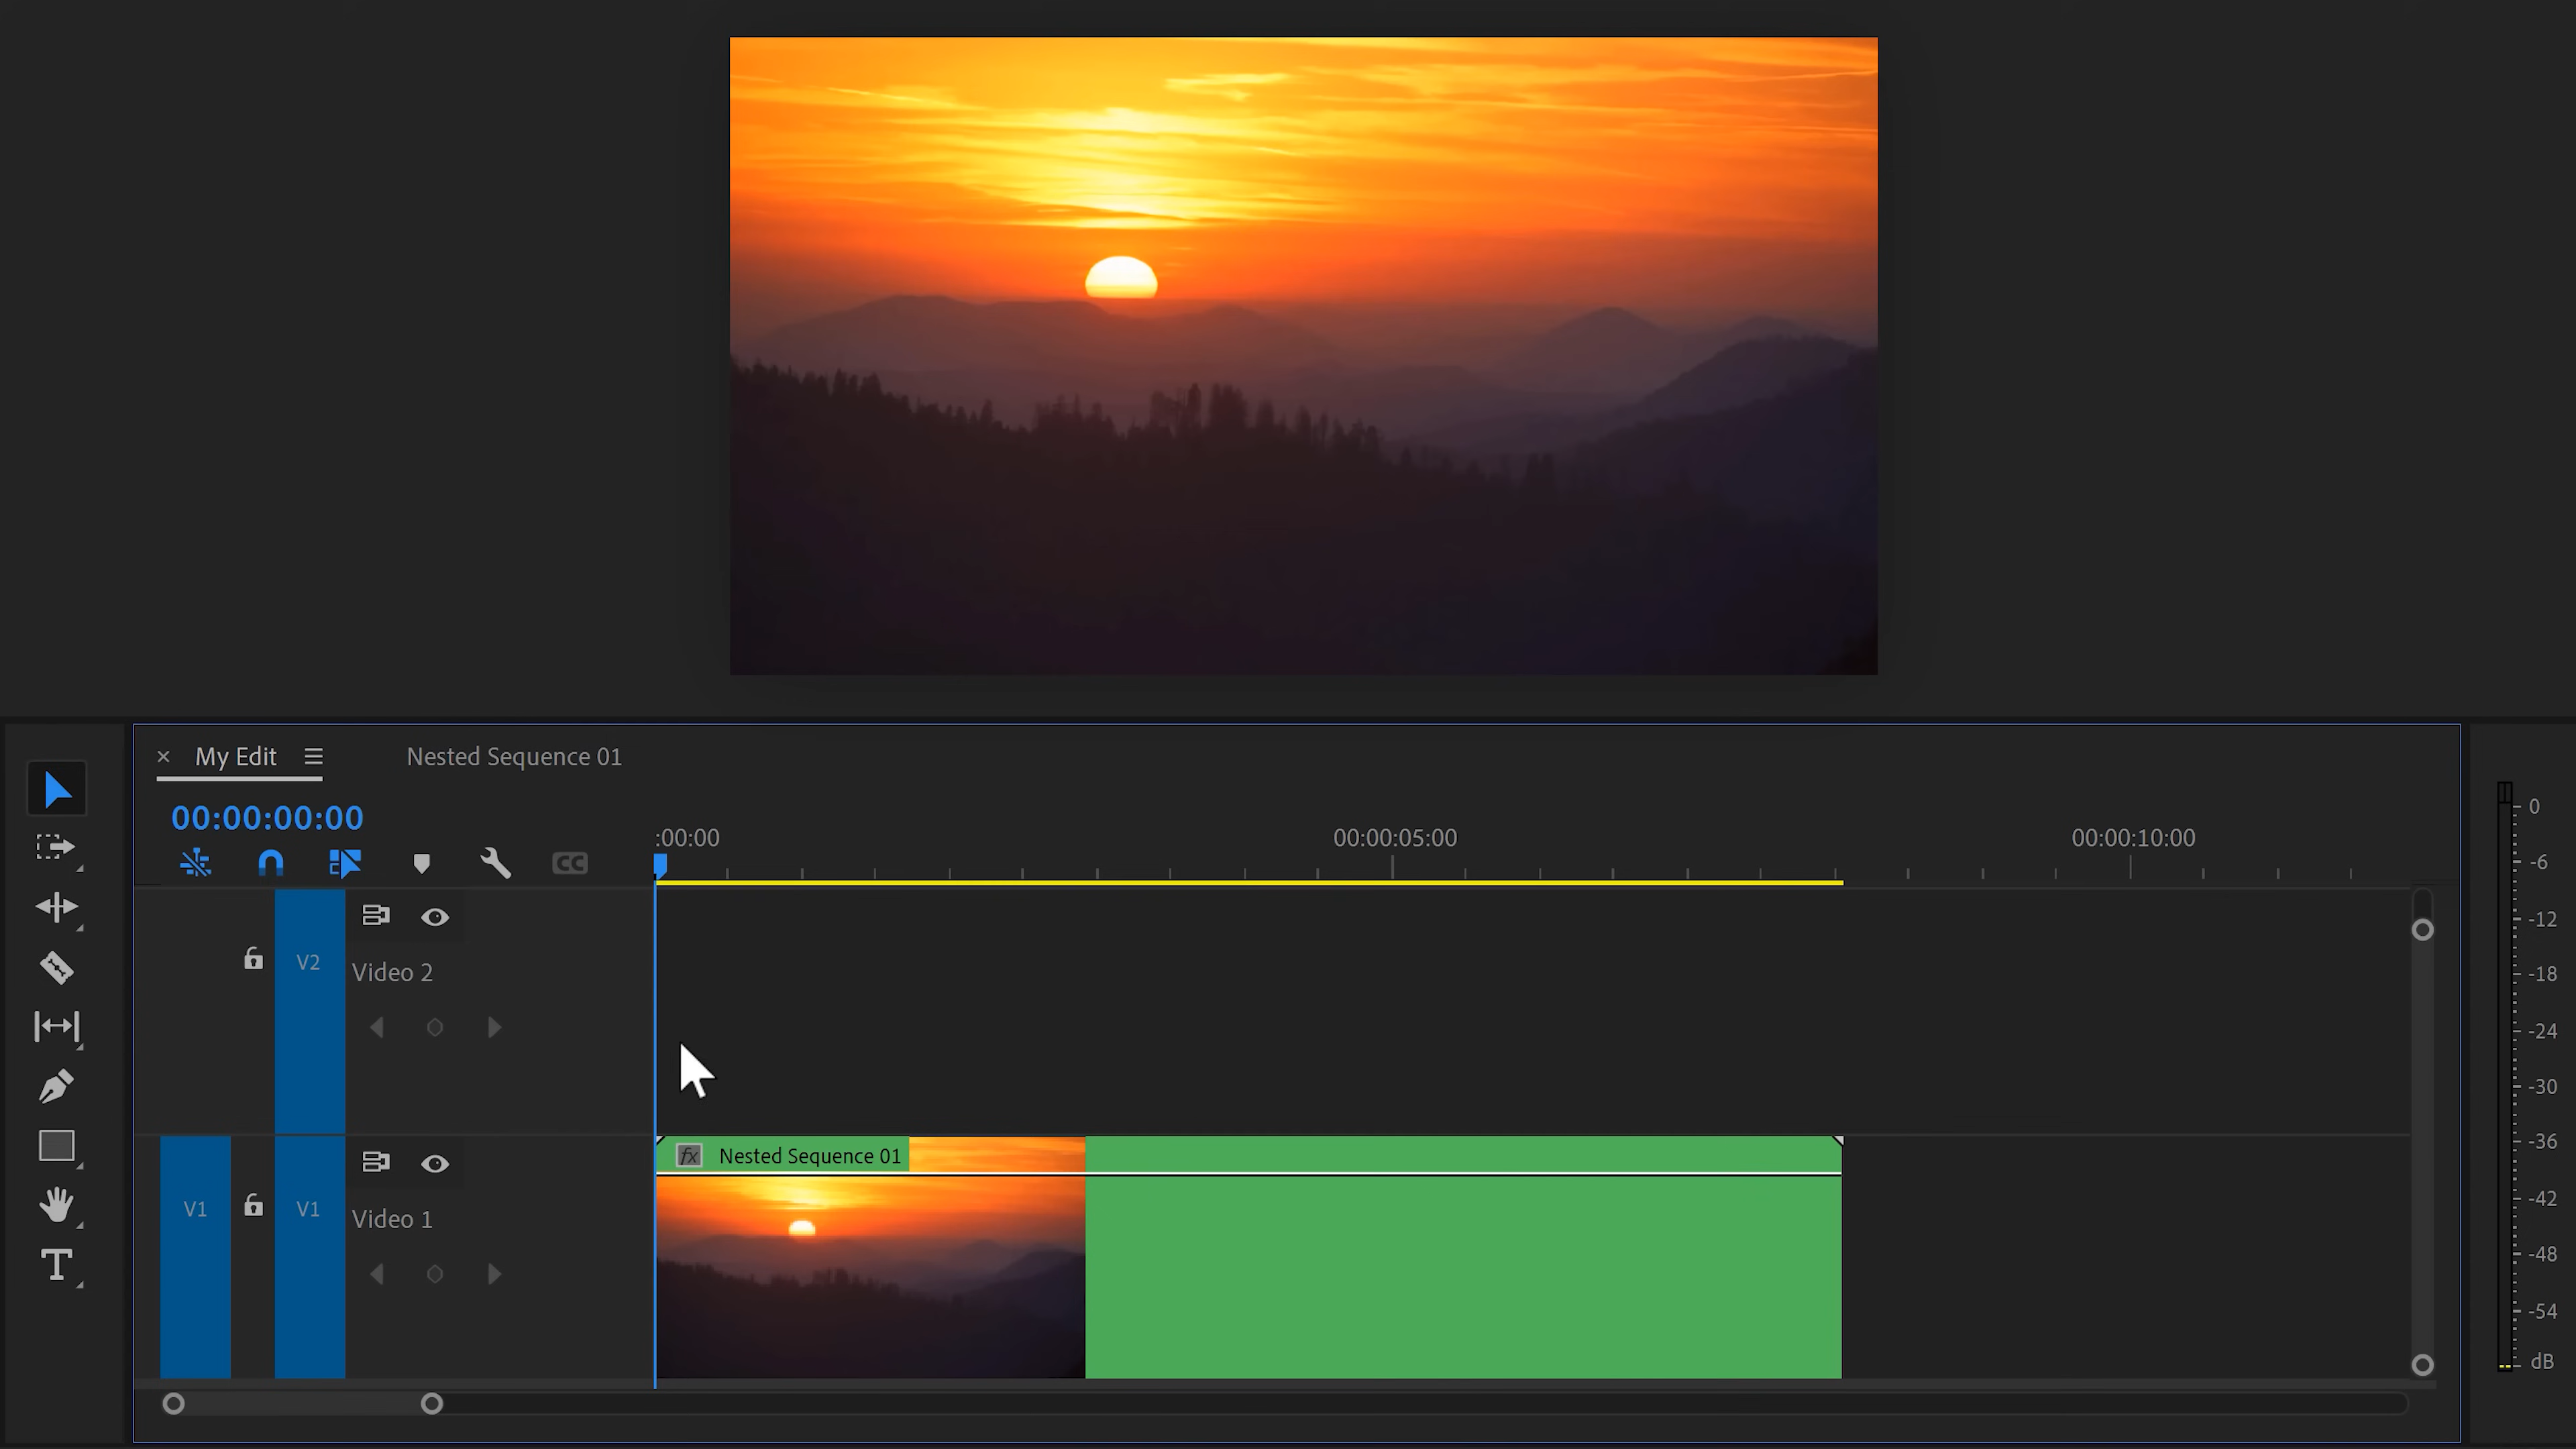 My Edit
Nested Sequence 01
00:00:00:00
:00:00
00:00:05:00
00:00:10:00
CC
V2
Video 2
fx Nested Sequence 01
V1
V1
Video 1
T
0
-6
-12
-18
-24
-30
-36
-42
-48
-54
dB